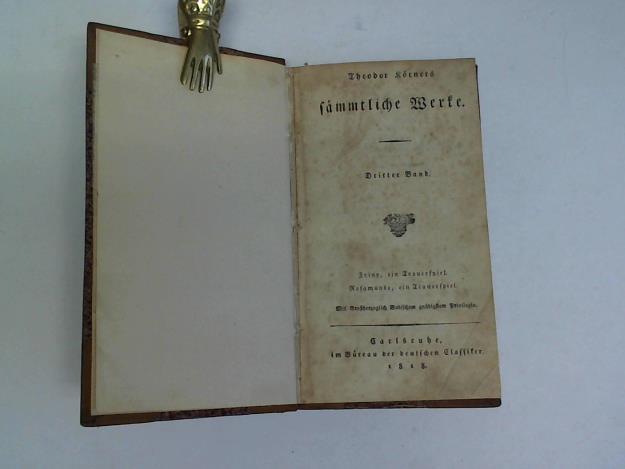 Theodor Körners
sämmtliche Werke.
Dritter Band.
Zriny, ein Trauerspiel.
Rosamunde, ein Trauerspiel.
Mit Großherzoglich Badischem gnädigstem Privilegio.
Carlsruhe,
im Büreau der deutschen Classiker.
1818.